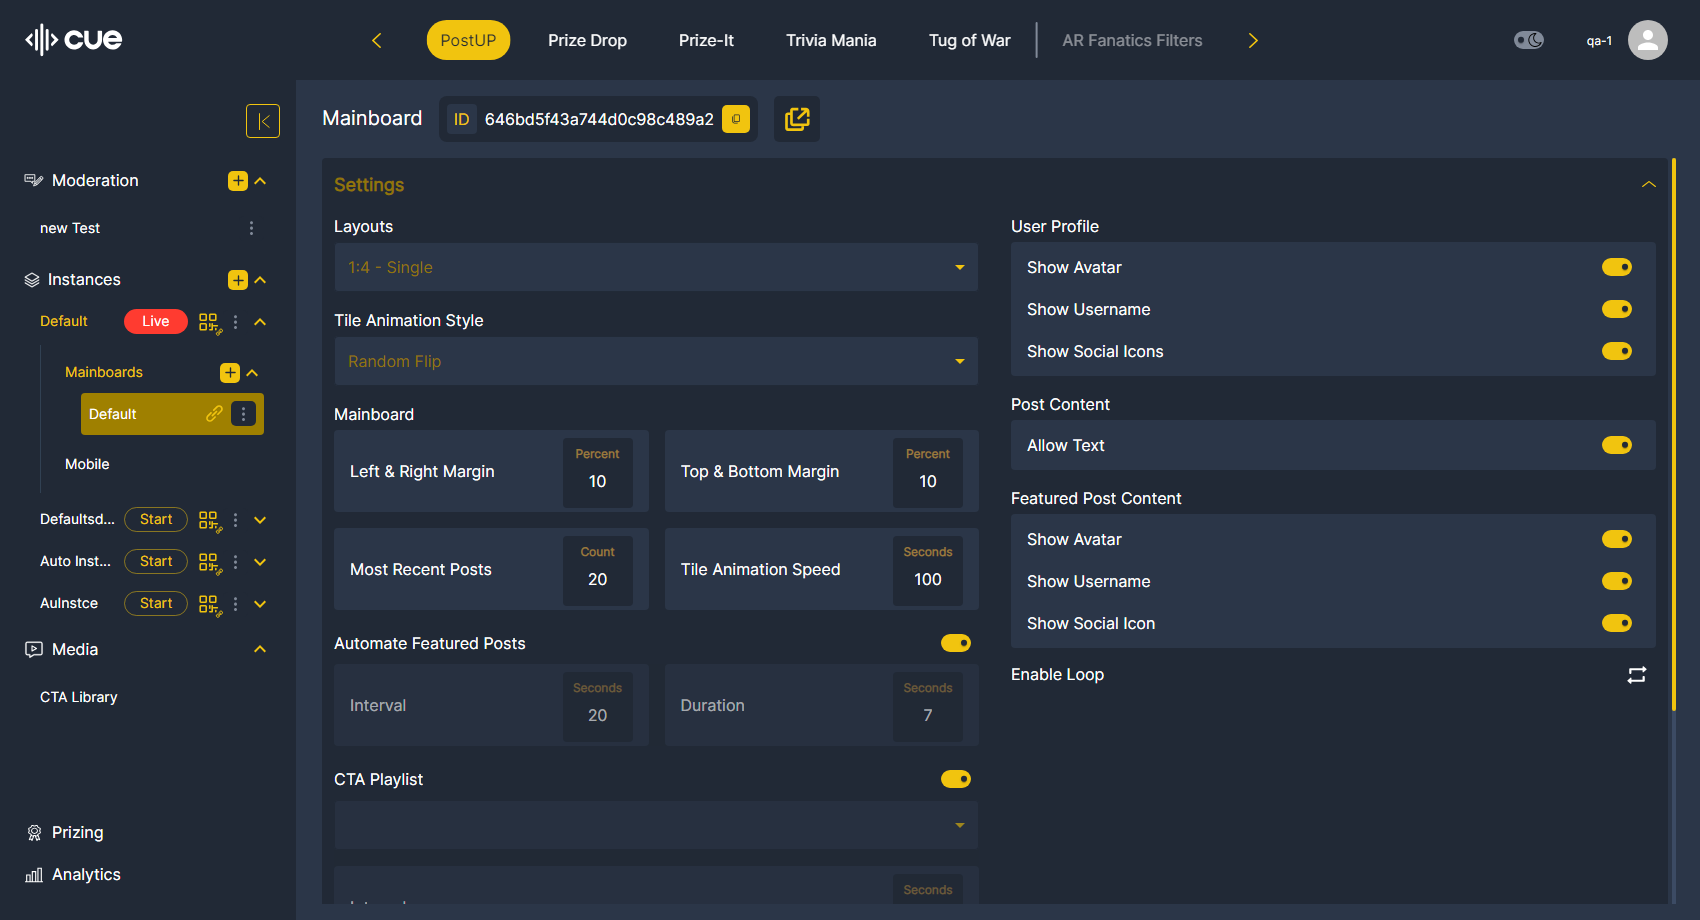 cue
PostUP
Prize Drop
Prize-It
Trivia Mania
Tug of War
AR Fanatics Filters
qa-1
Moderation
new Test
Instances
Default
Live
Mainboards
Default
Mobile
Defaultsd...
Start
Auto Inst...
Start
AuInstce
Start
Media
CTA Library
Prizing
Analytics
Mainboard
ID
646bd5f43a744d0c98c489a2
Settings
Layouts
1:4 - Single
Tile Animation Style
Random Flip
Mainboard
Left & Right Margin
Percent
10
Top & Bottom Margin
Percent
10
Most Recent Posts
Count
20
Tile Animation Speed
Seconds
100
Automate Featured Posts
Interval
Seconds
20
Duration
Seconds
7
CTA Playlist
Seconds
User Profile
Show Avatar
Show Username
Show Social Icons
Post Content
Allow Text
Featured Post Content
Show Avatar
Show Username
Show Social Icon
Enable Loop